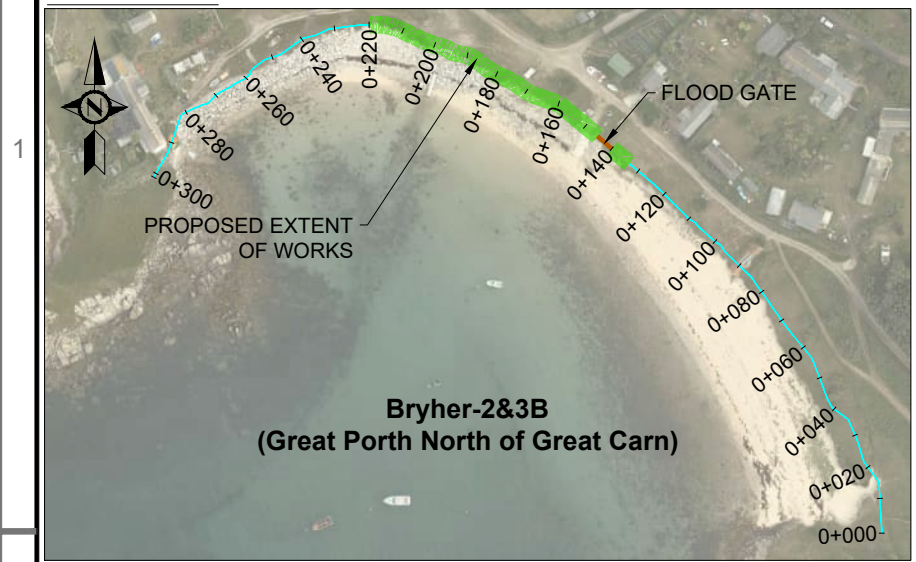 1
N
0+220
0+240
0+200
0+260
0+180
FLOOD GATE
0+160
0+280
0+140
0+300
0+120
PROPOSED EXTENT
OF WORKS
0+100
0+080
0+060
Bryher-2&3B
(Great Porth North of Great Carn)
0+040
0+020
0+000